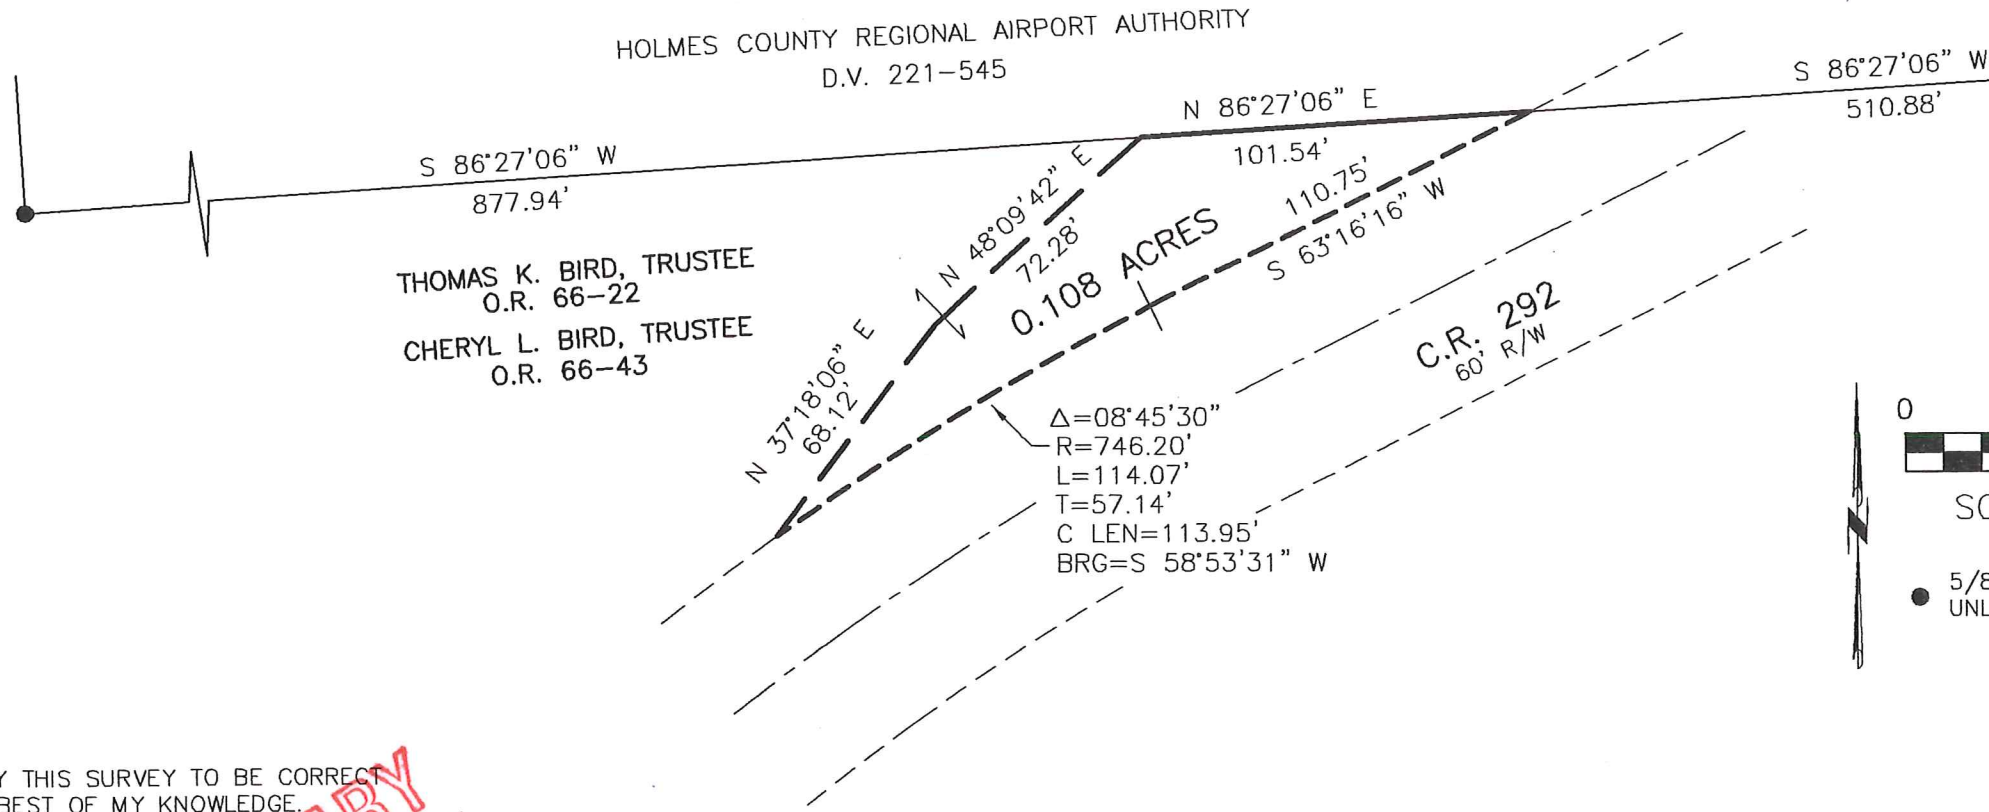 HOLMES COUNTY REGIONAL AIRPORT AUTHORITY
D.V. 221-545
S 86°27'06" W
877.94'
N 86°27'06" E
101.54'
S 86°27'06" W
510.88'
N 48°09'42" E
72.28'
110.75'
S 63°16'16" W
0.108 ACRES
THOMAS K. BIRD, TRUSTEE
O.R. 66-22
CHERYL L. BIRD, TRUSTEE
O.R. 66-43
N 37°18'06" E
68.12'
C.R. 292
60' R/W
Δ=08°45'30"
R=746.20'
L=114.07'
T=57.14'
C LEN=113.95'
BRG=S 58°53'31" W
0
5/8
THIS SURVEY TO BE CORRECT
BEST OF MY KNOWLEDGE.